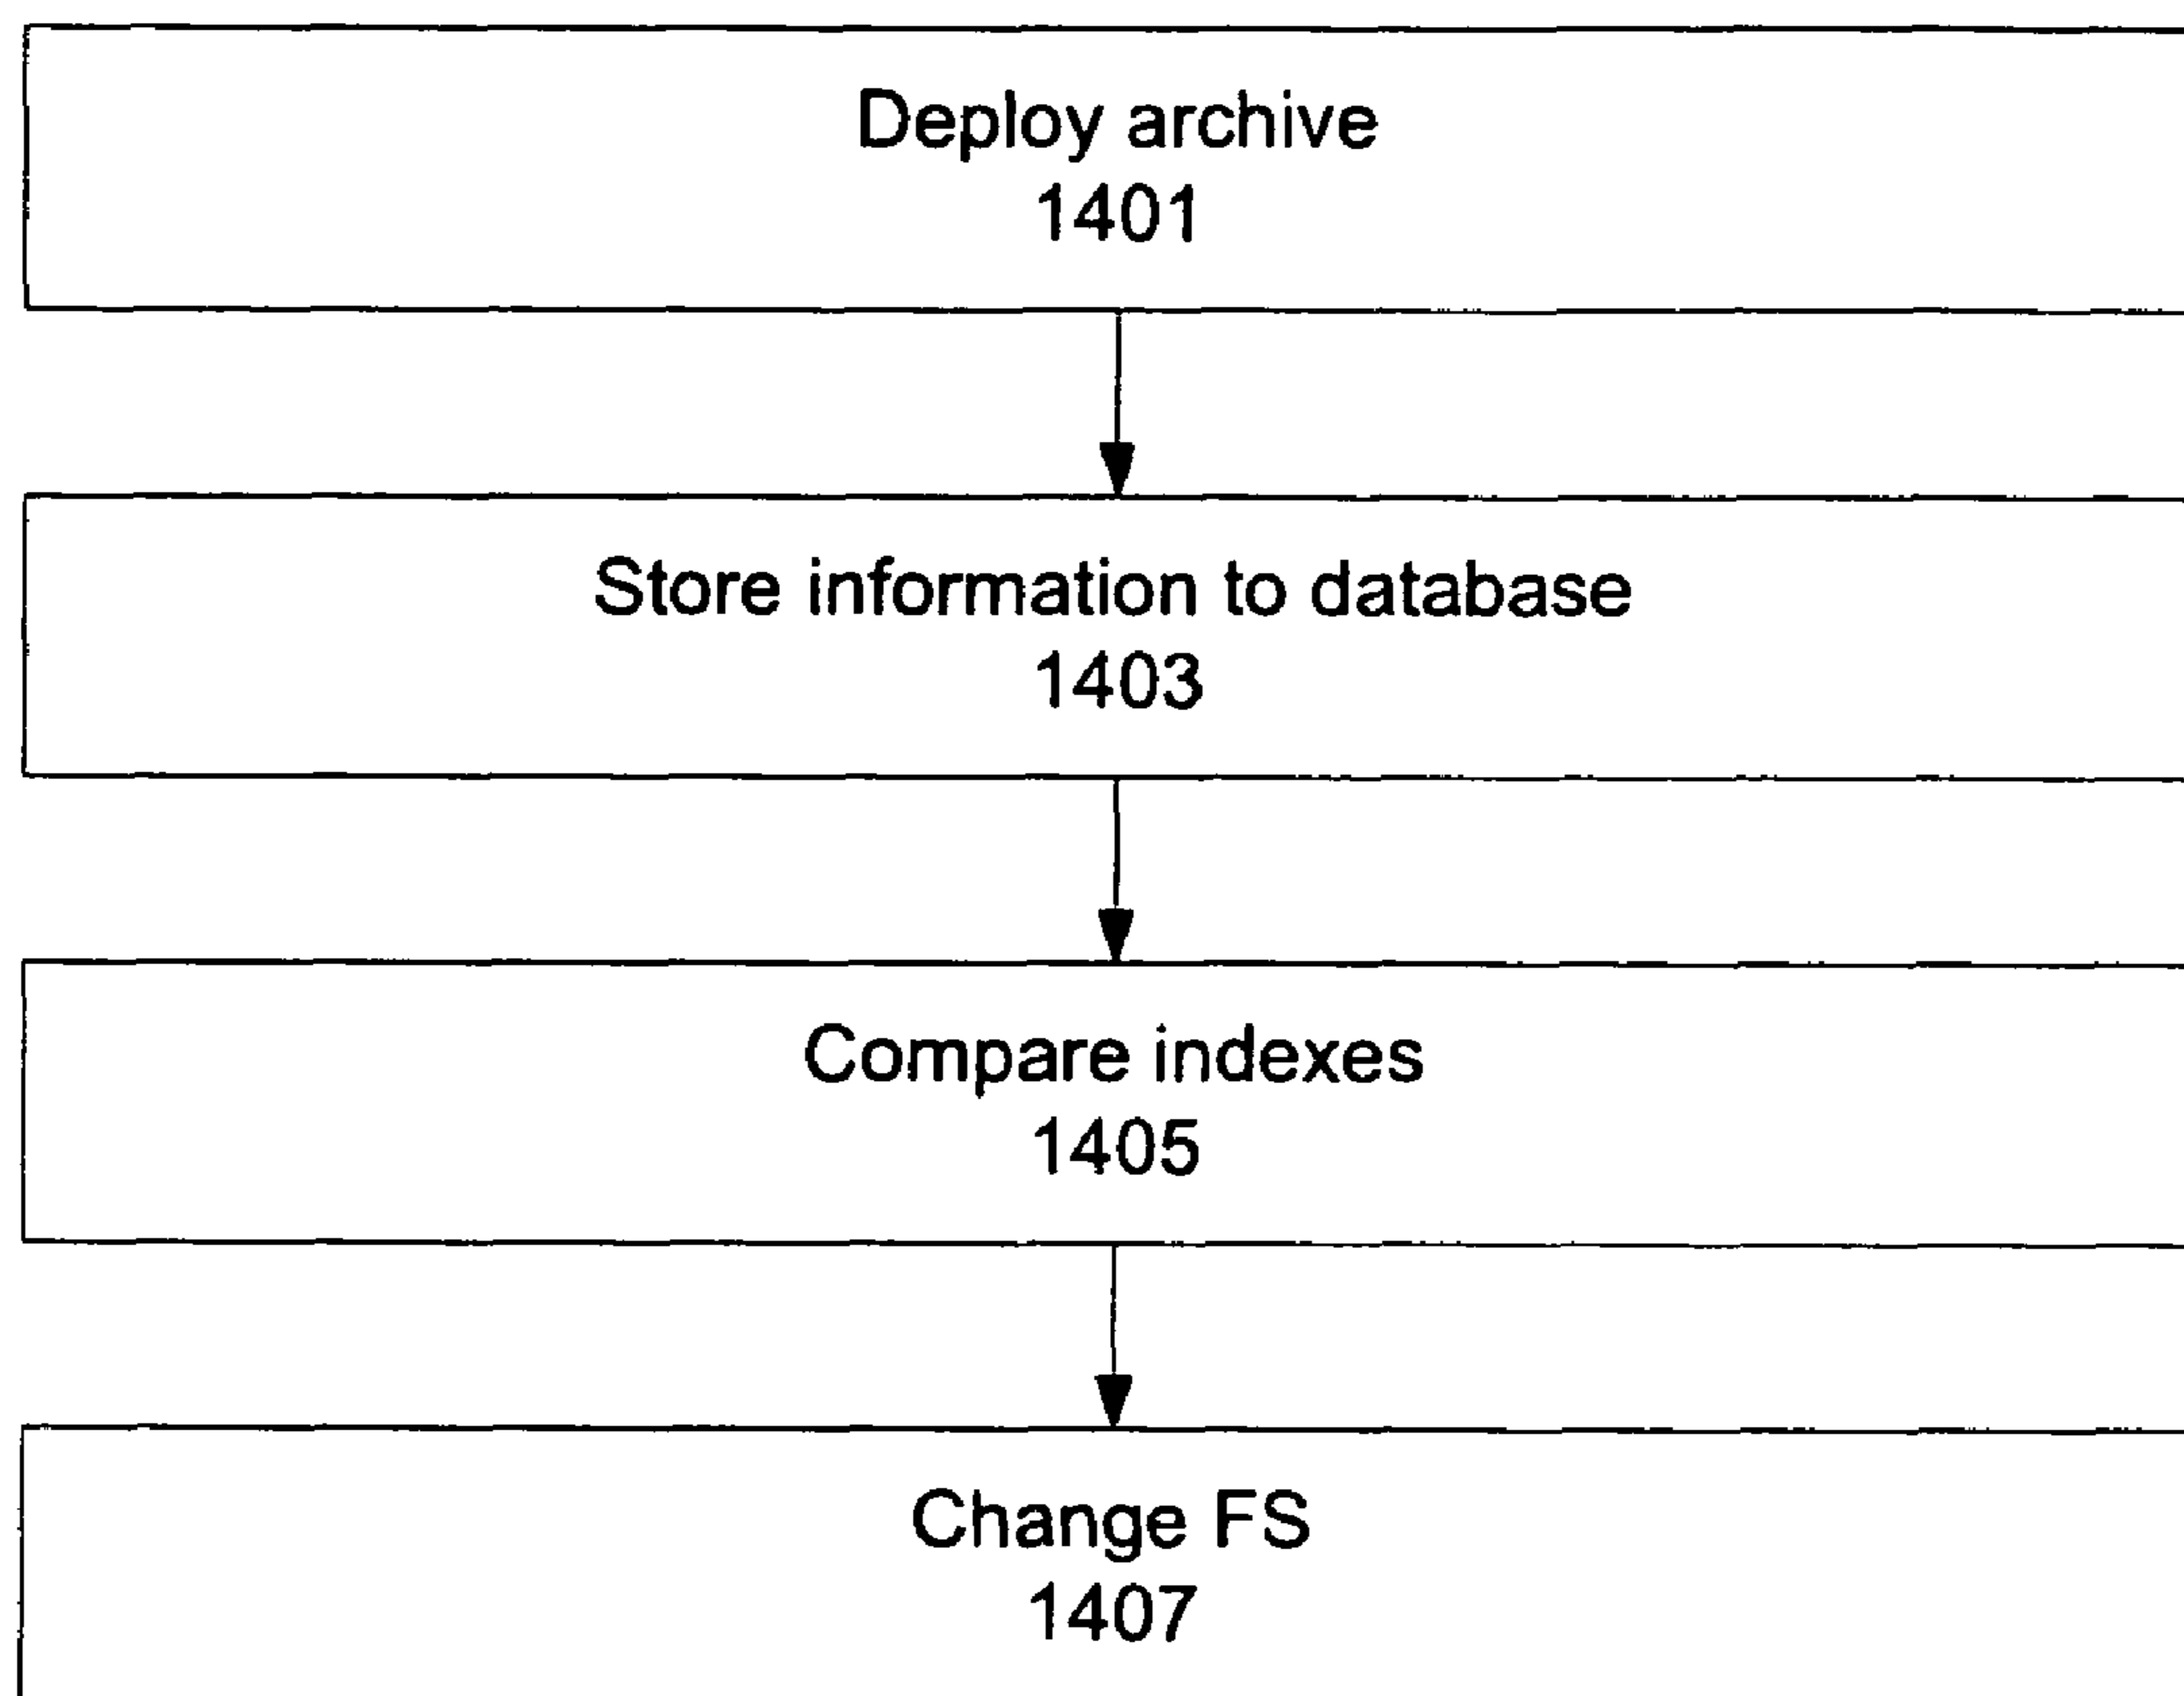 Deploy archive
1401
Store information to database
1403
Compare indexes
1405
Change FS
1407